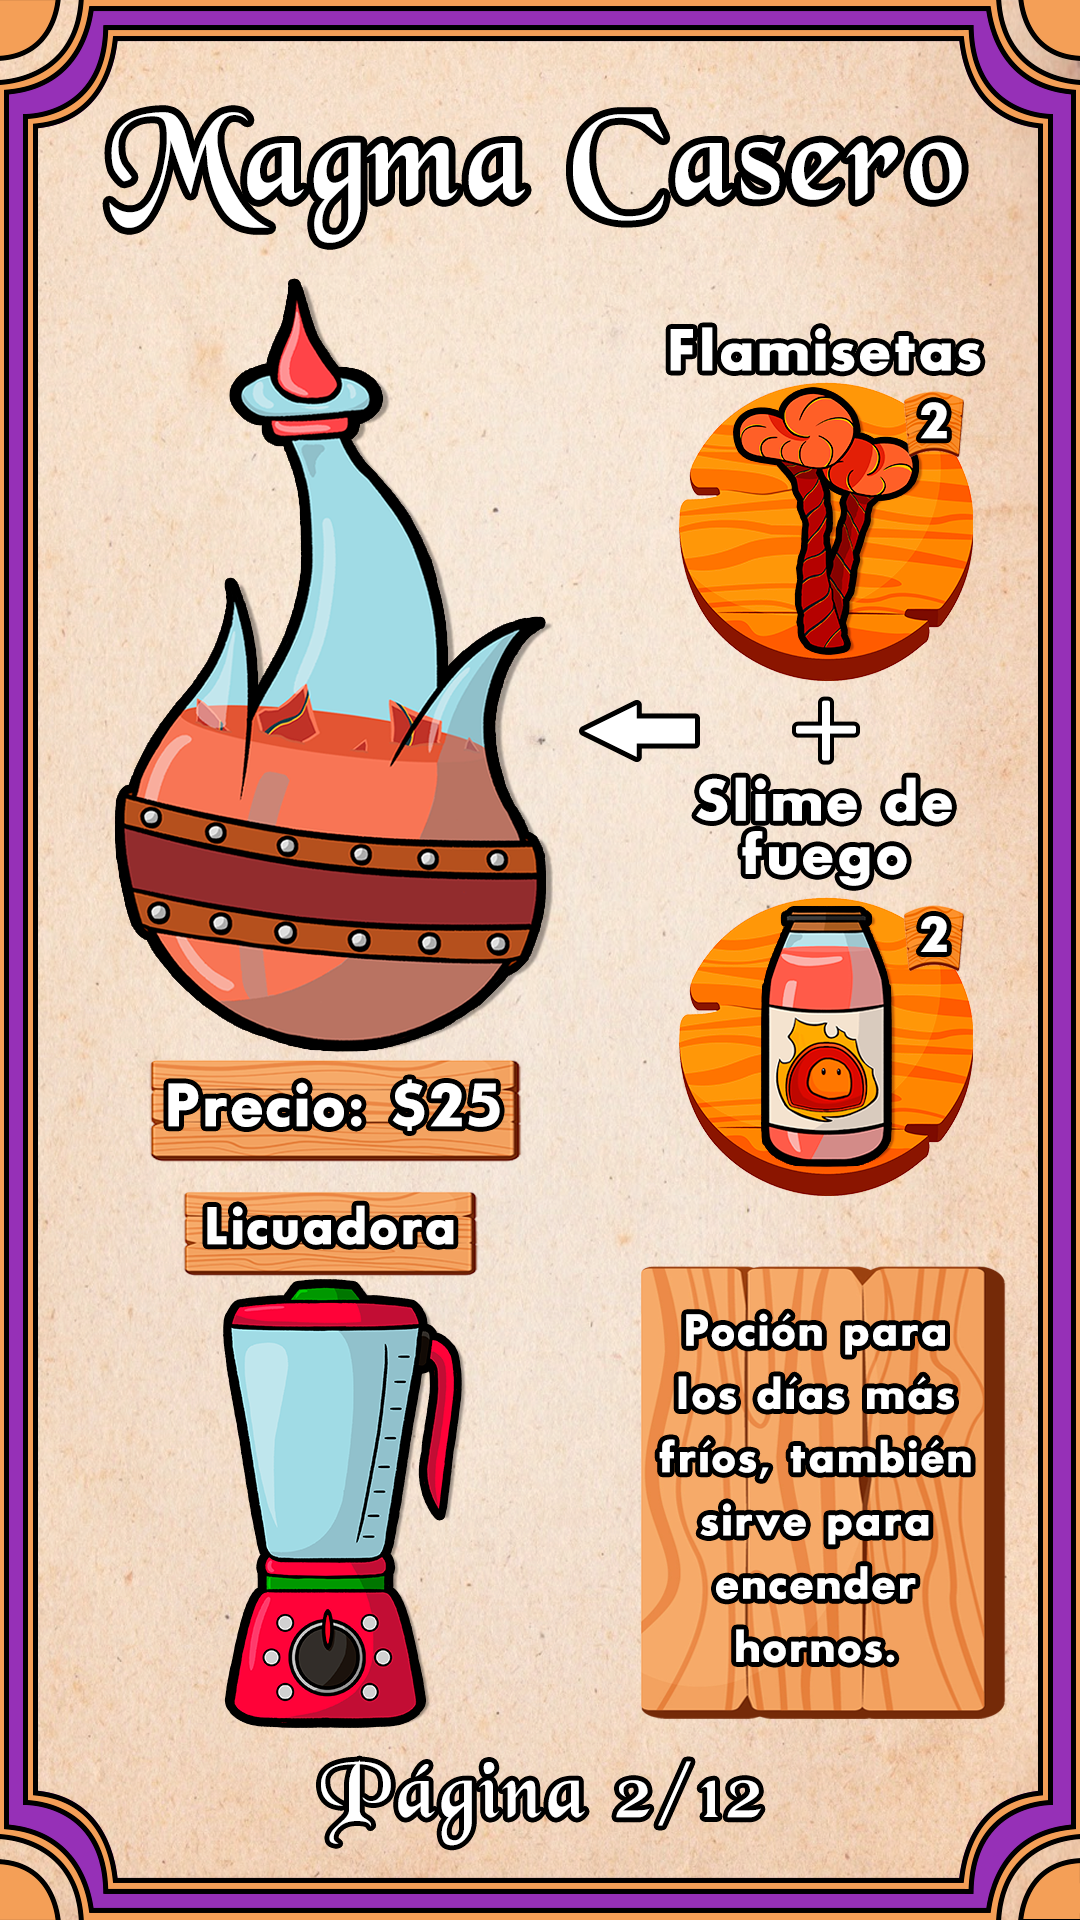 Magma Casero
Flamisetas
2
Slime de
fuego
2
Precio: $25
Licuadora
Poción para
los días más
fríos, también
sirve para
encender
hornos.
Página 2/12